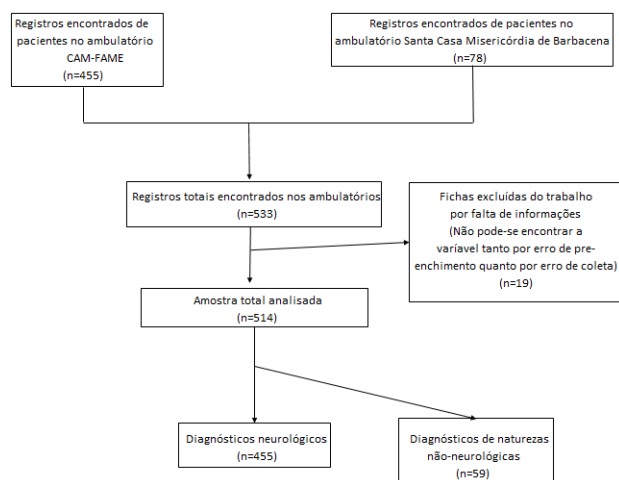 Registros encontrados de
pacientes no ambulatório
CAM-FAME
(n=455)
Registros encontrados de pacientes no
ambulatório Santa Casa Misericórdia de Barbacena
(n=78)
Registros totais encontrados nos ambulatórios
(n=533)
Fichas excluídas do trabalho
por falta de informações
(Não pode-se encontrar a
varíavel tanto por erro de pre-
enchimento quanto por erro de coleta)
(n=19)
Amostra total analisada
(n=514)
Diagnósticos neurológicos
(n=455)
Diagnósticos de naturezas
não-neurológicas
(n=59)